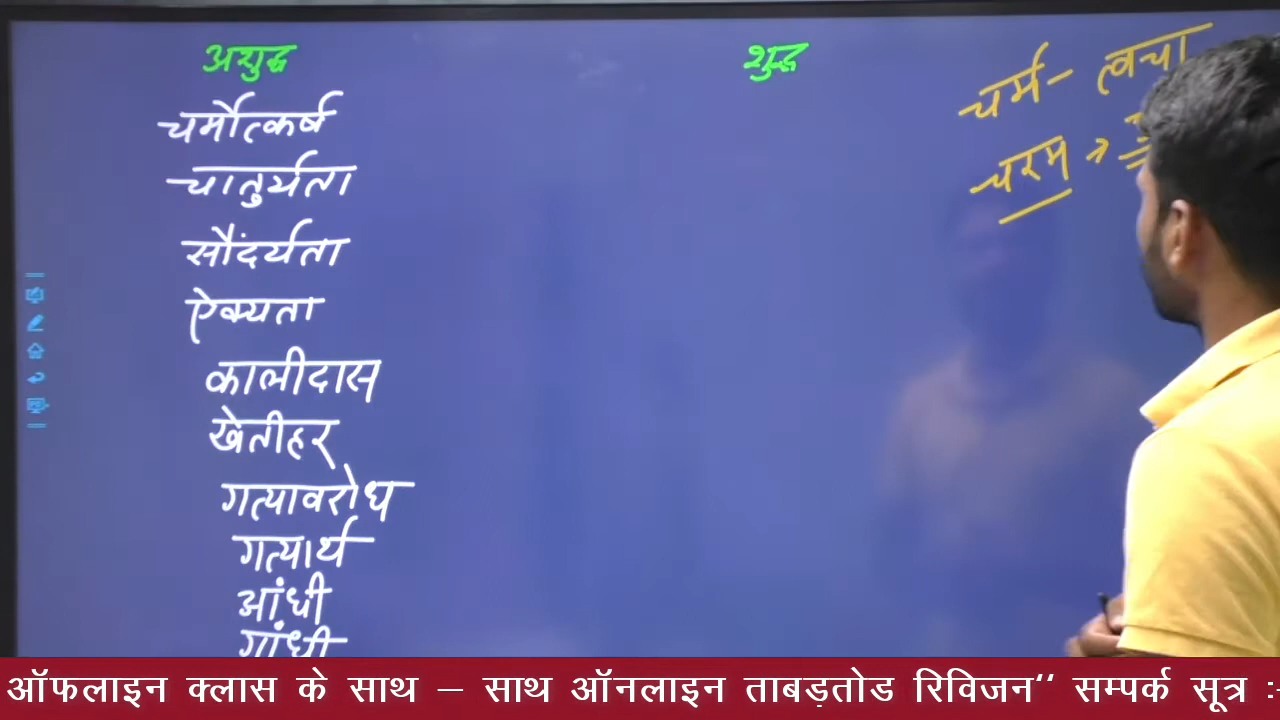 अशुद्ध शुद्ध
चर्म - त्वचा
चरम →
चर्मोत्कर्ष
चातुर्यता
सौंदर्यता
ऐक्यता
कालीदास
खेतीहर
गत्यावरोध
गत्यार्थ
आंधी
गांधी
ऑफलाइन क्लास के साथ – साथ ऑनलाइन ताबड़तोड रिविजन“ सम्पर्क सूत्र :-